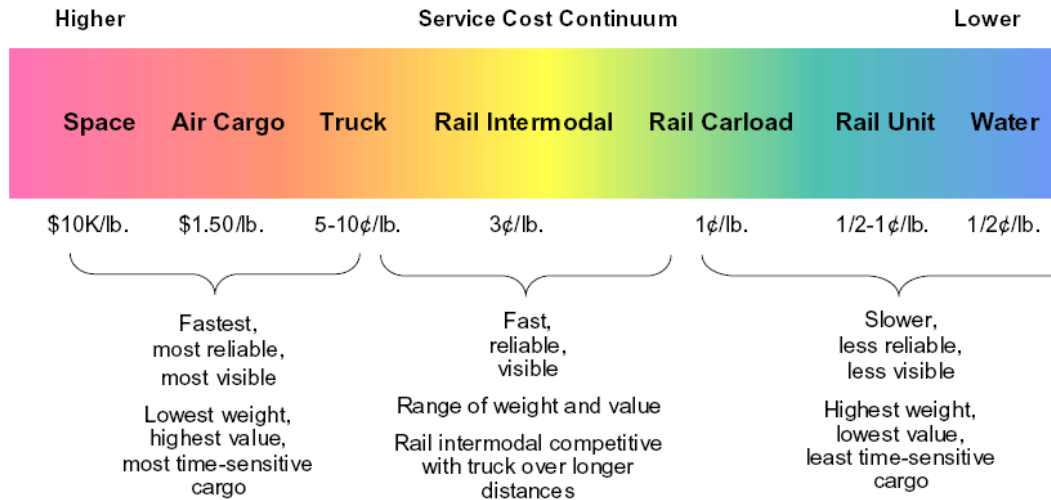 Higher Service Cost Continuum Lower
Space Air Cargo Truck Rail Intermodal Rail Carload Rail Unit Water
$10K/lb. $1.50/lb. 5-10¢/lb. 3¢/lb. 1¢/lb. 1/2-1¢/lb. 1/2¢/lb.
Fastest,
most reliable,
most visible
Lowest weight,
highest value,
most time-sensitive
cargo
Fast,
reliable,
visible
Range of weight and value
Rail intermodal competitive
with truck over longer
distances
Slower,
less reliable,
less visible
Highest weight,
lowest value,
least time-sensitive
cargo